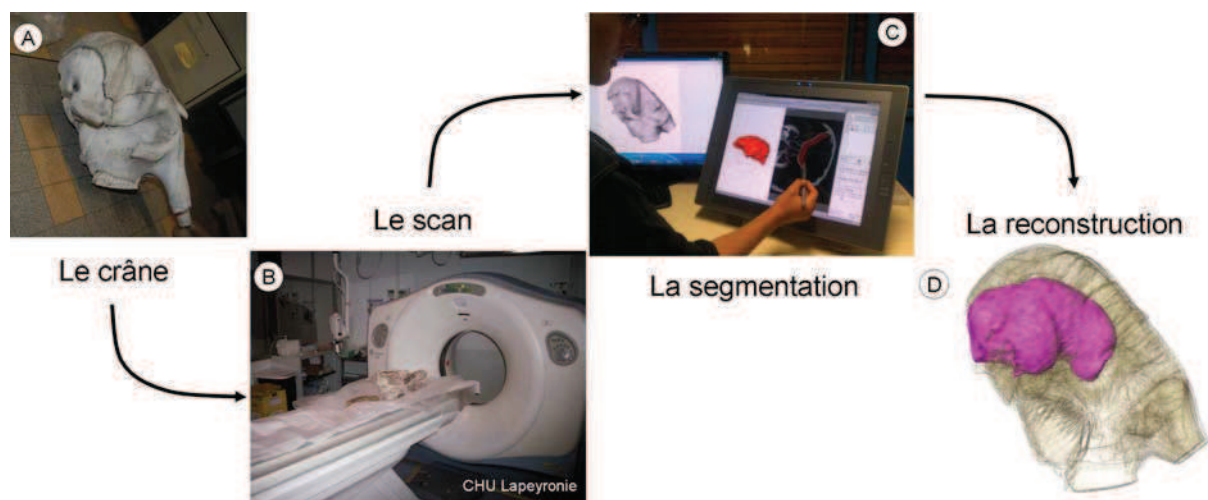 A
Le crâne
B
CHU Lapeyronie
Le scan
C
La segmentation
La reconstruction
D